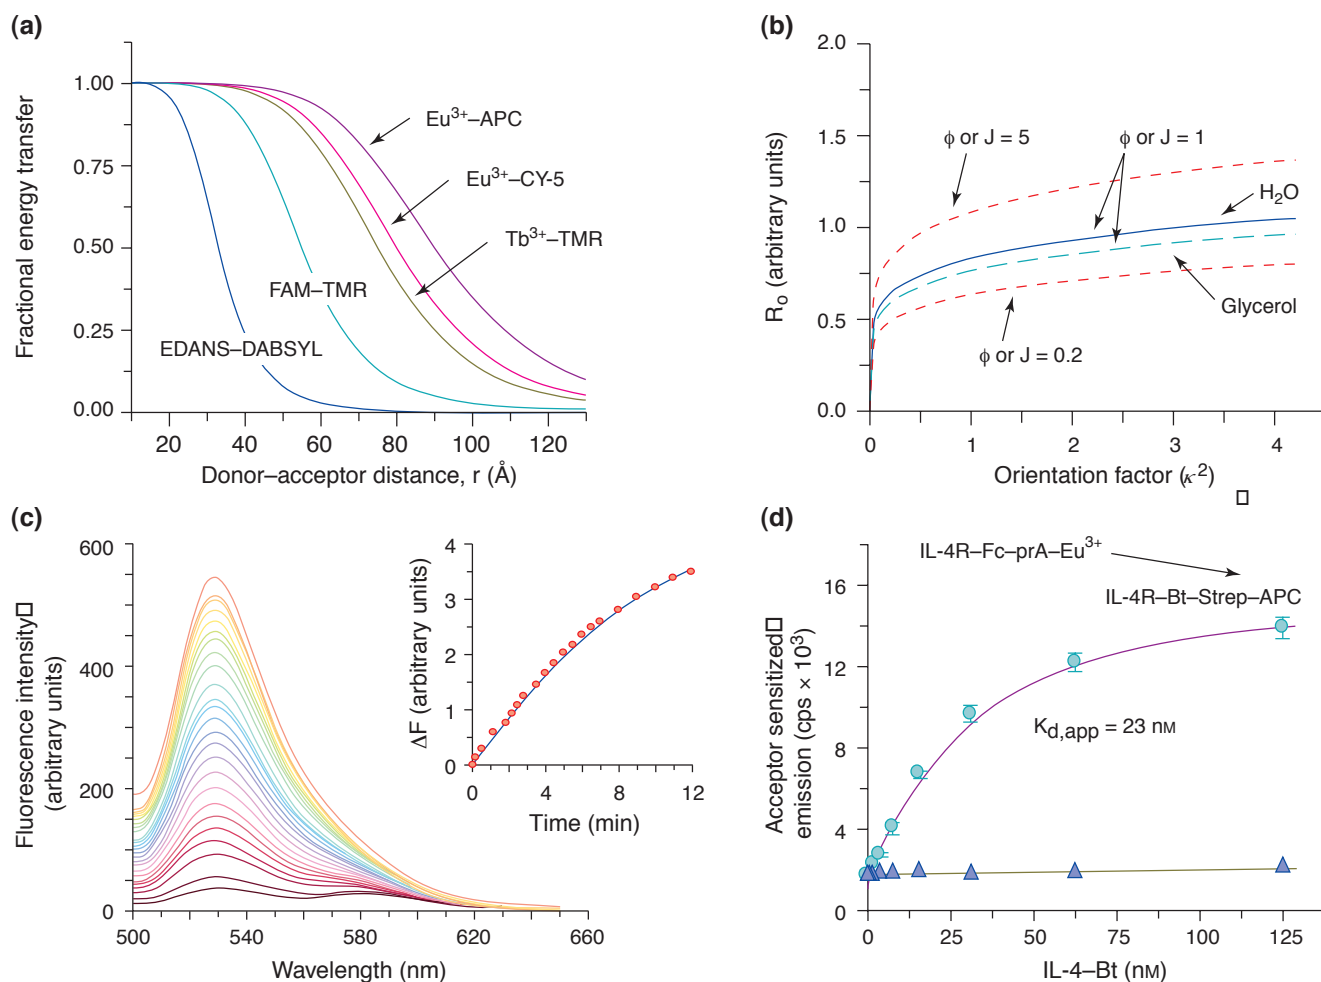 (a)
Fractional energy transfer
1.00
0.75
0.50
0.25
0.00
Eu³⁺–APC
Eu³⁺–CY-5
Tb³⁺–TMR
FAM–TMR
EDANS–DABSYL
20 40 60 80 100 120
Donor–acceptor distance, r (Å)
(b)
R₀ (arbitrary units)
2.0
1.5
1.0
0.5
0.0
ϕ or J = 5
ϕ or J = 1
H₂O
Glycerol
ϕ or J = 0.2
0 1 2 3 4
Orientation factor (κ²)
(c)
Fluorescence intensity
(arbitrary units)
600
400
200
0
500 540 580 620 660
Wavelength (nm)
ΔF (arbitrary units)
4
3
2
1
0
0 4 8 12
Time (min)
(d)
Acceptor sensitized
emission (cps × 10³)
16
12
8
4
0
IL-4R–Fc–prA–Eu³⁺
IL-4R–Bt–Strep–APC
K_d,app = 23 nM
0 25 50 75 100 125
IL-4–Bt (nM)